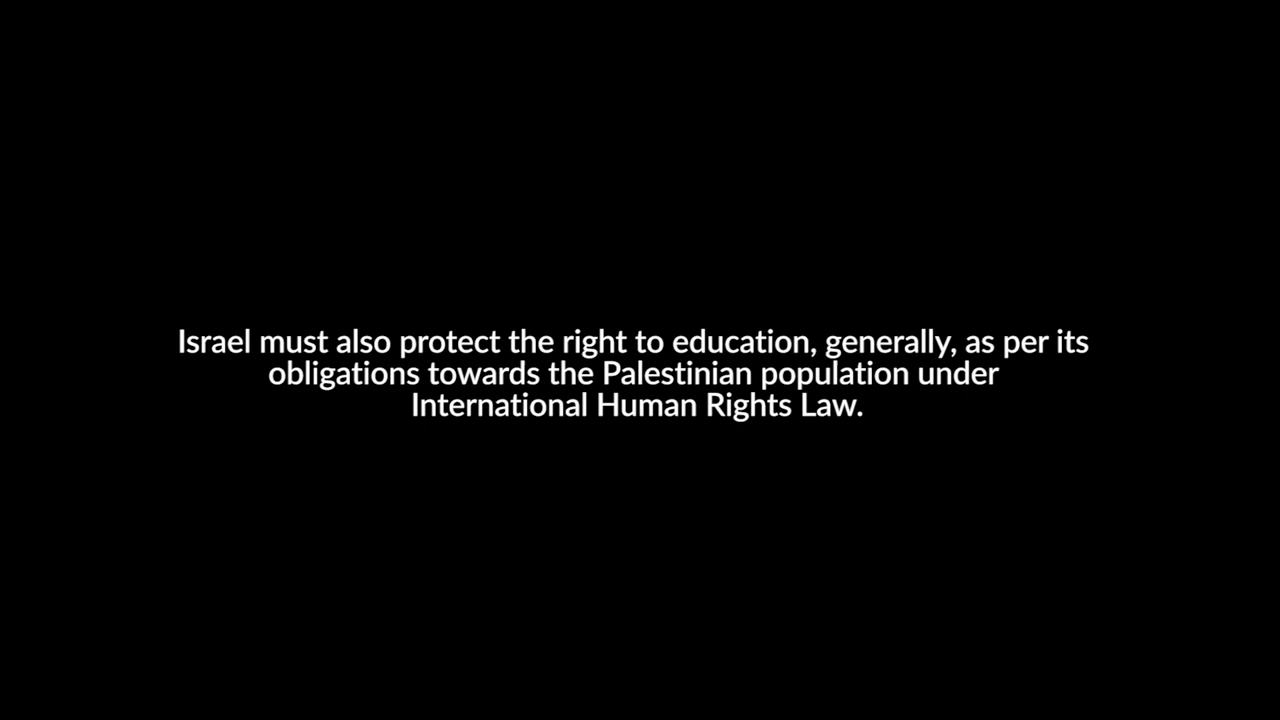 Israel must also protect the right to education, generally, as per its
obligations towards the Palestinian population under
International Human Rights Law.